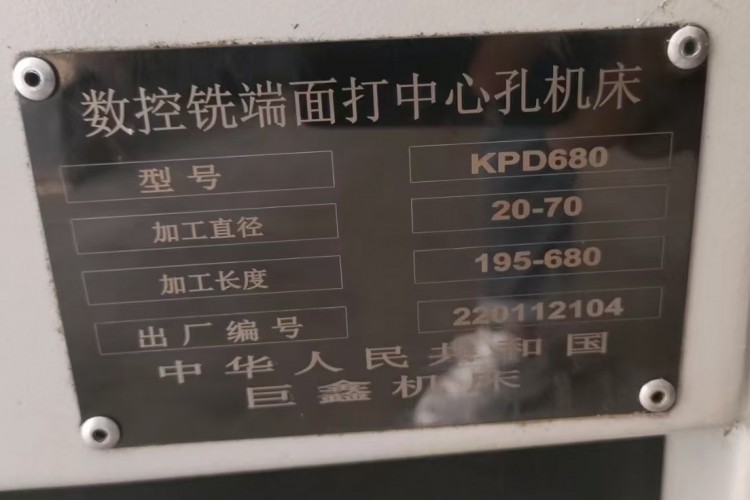 数控铣端面打中心孔机床
型号 KPD680
加工直径 20-70
加工长度 195-680
出厂编号 220112104
中华人民共和国
巨鑫机床